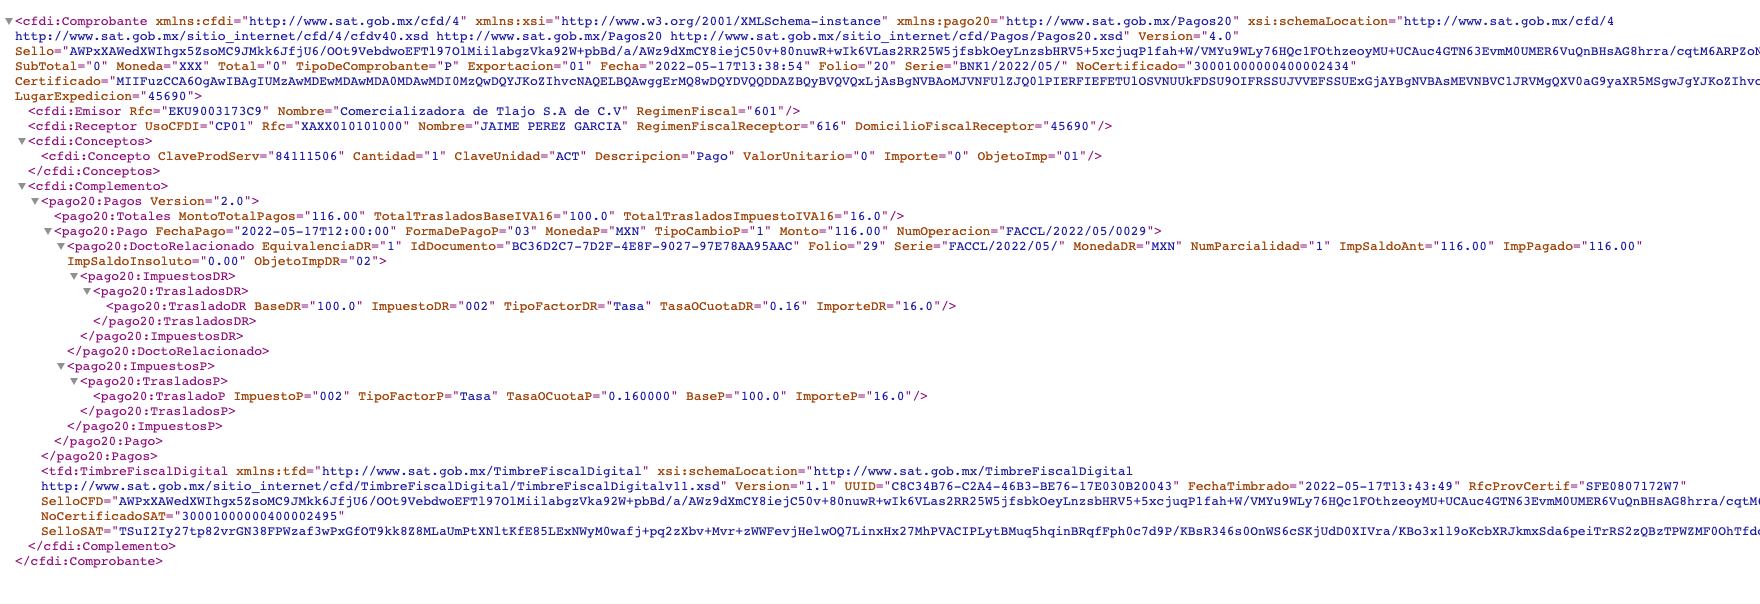 <cfdi:Comprobante xmlns:cfdi="http://www.sat.gob.mx/cfd/4" xmlns:xsi="http://www.w3.org/2001/XMLSchema-instance" xmlns:pago20="http://www.sat.gob.mx/Pagos20" xsi:schemaLocation="http://www.sat.gob.mx/cfd/4
http://www.sat.gob.mx/sitio_internet/cfd/4/cfdv40.xsd http://www.sat.gob.mx/Pagos20 http://www.sat.gob.mx/sitio_internet/cfd/Pagos/Pagos20.xsd" Version="4.0"
Sello="AWPxXAWedXWIhgx5ZsoMC9JMkk6JfjU6/OOt9VebdwoEFTl97OlMiilabgzVka92W+pbBd/a/AWz9dXmCY8iejC50v+80nuwR+wIk6VLas2RR25W5jfsbkOeyLnzsbHRV5+5xcjuqPlfah+W/VMYu9WLy76HQclFOthzeoyMU+UCAuc4GTN63EvmM0UMER6VuQnBHsAG8hrra/cqtM6ARPZoN
SubTotal="0" Moneda="XXX" Total="0" TipoDeComprobante="P" Exportacion="01" Fecha="2022-05-17T13:38:54" Folio="20" Serie="BNK1/2022/05/" NoCertificado="30001000000400002434"
Certificado="MIIFuzCCA6OgAwIBAgIUMzAwMDEwMDAwMDA0MDAwMDI0MzQwDQYJKoZIhvcNAQELBQAwggErMQ8wDQYDVQQDDAZBQyBVQVQxLjAsBgNVBAoMJVNFUlZJQ0lPIERFIEFETUlOSVNUUkFDSU9OIFRSSUJVVEFSSUExGjAYBgNVBAsMEVNBVC1JRVMgQXV0aG9yaXR5MSgwJgYJKoZIhvc
LugarExpedicion="45690">
<cfdi:Emisor Rfc="EKU9003173C9" Nombre="Comercializadora de Tlajo S.A de C.V" RegimenFiscal="601"/>
<cfdi:Receptor UsoCFDI="CP01" Rfc="XAXX010101000" Nombre="JAIME PEREZ GARCIA" RegimenFiscalReceptor="616" DomicilioFiscalReceptor="45690"/>
<cfdi:Conceptos>
<cfdi:Concepto ClaveProdServ="84111506" Cantidad="1" ClaveUnidad="ACT" Descripcion="Pago" ValorUnitario="0" Importe="0" ObjetoImp="01"/>
</cfdi:Conceptos>
<cfdi:Complemento>
<pago20:Pagos Version="2.0">
<pago20:Totales MontoTotalPagos="116.00" TotalTrasladosBaseIVA16="100.0" TotalTrasladosImpuestoIVA16="16.0"/>
<pago20:Pago FechaPago="2022-05-17T12:00:00" FormaDePagoP="03" MonedaP="MXN" TipoCambioP="1" Monto="116.00" NumOperacion="FACCL/2022/05/0029">
<pago20:DoctoRelacionado EquivalenciaDR="1" IdDocumento="BC36D2C7-7D2F-4E8F-9027-97E78AA95AAC" Folio="29" Serie="FACCL/2022/05/" MonedaDR="MXN" NumParcialidad="1" ImpSaldoAnt="116.00" ImpPagado="116.00"
ImpSaldoInsoluto="0.00" ObjetoImpDR="02">
<pago20:ImpuestosDR>
<pago20:TrasladosDR>
<pago20:TrasladoDR BaseDR="100.0" ImpuestoDR="002" TipoFactorDR="Tasa" TasaOCuotaDR="0.16" ImporteDR="16.0"/>
</pago20:TrasladosDR>
</pago20:ImpuestosDR>
</pago20:DoctoRelacionado>
<pago20:ImpuestosP>
<pago20:TrasladosP>
<pago20:TrasladoP ImpuestoP="002" TipoFactorP="Tasa" TasaOCuotaP="0.160000" BaseP="100.0" ImporteP="16.0"/>
</pago20:TrasladosP>
</pago20:ImpuestosP>
</pago20:Pago>
</pago20:Pagos>
<tfd:TimbreFiscalDigital xmlns:tfd="http://www.sat.gob.mx/TimbreFiscalDigital" xsi:schemaLocation="http://www.sat.gob.mx/TimbreFiscalDigital
http://www.sat.gob.mx/sitio_internet/cfd/TimbreFiscalDigital/TimbreFiscalDigitalv11.xsd" Version="1.1" UUID="C8C34B76-C2A4-46B3-BE76-17E030B20043" FechaTimbrado="2022-05-17T13:43:49" RfcProvCertif="SFE0807172W7"
SelloCFD="AWPxXAWedXWIhgx5ZsoMC9JMkk6JfjU6/OOt9VebdwoEFTl97OlMiilabgzVka92W+pbBd/a/AWz9dXmCY8iejC50v+80nuwR+wIk6VLas2RR25W5jfsbkOeyLnzsbHRV5+5xcjuqPlfah+W/VMYu9WLy76HQclFOthzeoyMU+UCAuc4GTN63EvmM0UMER6VuQnBHsAG8hrra/cqtM6
NoCertificadoSAT="30001000000400002495"
SelloSAT="TSuI2Iy27tp82vrGN38FPWzaf3wPxGfOT9kk8Z8MLaUmPtXNltKfE85LExNWyM0wafj+pq2zXbv+Mvr+zWWFevjHelwOQ7LinxHx27MhPVACIPLytBMuq5hqinBRqfFph0c7d9P/KBsR346s0OnWS6cSKjUdD0XIVra/KBo3xll9oKcbXRJkmxSda6peiTrRS2zQBzTPWZMF0OhTfdc
</cfdi:Complemento>
</cfdi:Comprobante>